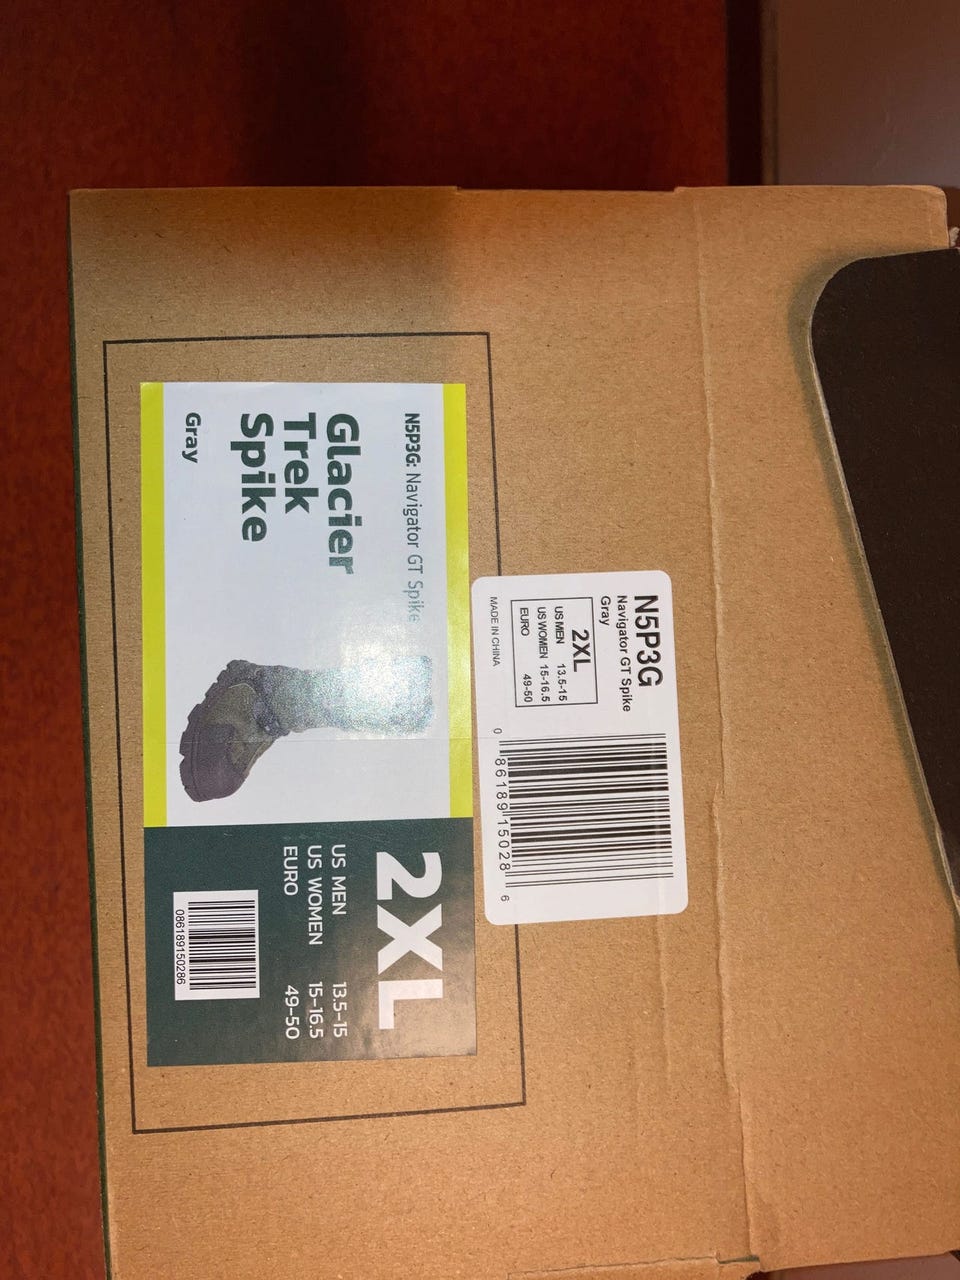 N5P3G
Navigator GT Spike
Gray
2XL
US MEN 13.5-15
US WOMEN 15-16.5
EURO 49-50
MADE IN CHINA
0 86189 15028 6
N5P3G: Navigator GT Spike
Glacier
Trek
Spike
Gray
2XL
US MEN 13.5-15
US WOMEN 15-16.5
EURO 49-50
086189150286